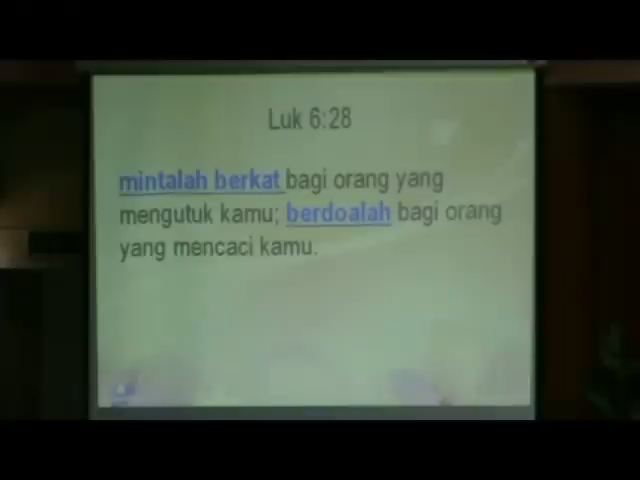 Luk 6:28
mintalah berkat bagi orang yang
mengutuk kamu; berdoalah bagi orang
yang mencaci kamu.